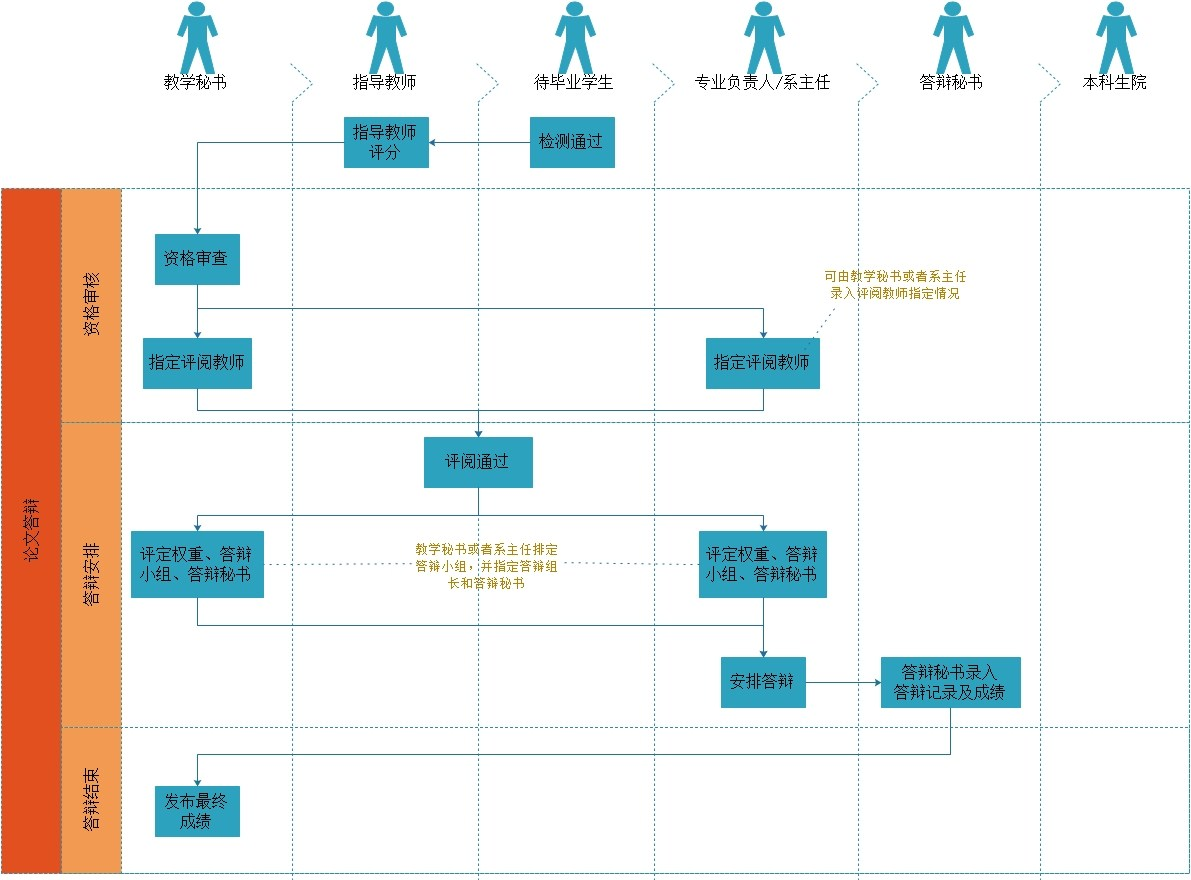 教学秘书
指导教师
待毕业学生
专业负责人/系主任
答辩秘书
本科生院
指导教师
评分
检测通过
论文答辩
资格审核
资格审查
可由教学秘书或者系主任
录入评阅教师指定情况
指定评阅教师
指定评阅教师
答辩安排
评阅通过
评定权重、答辩
小组、答辩秘书
教学秘书或者系主任排定
答辩小组，并指定答辩组
长和答辩秘书
评定权重、答辩
小组、答辩秘书
安排答辩
答辩秘书录入
答辩记录及成绩
答辩结束
发布最终
成绩